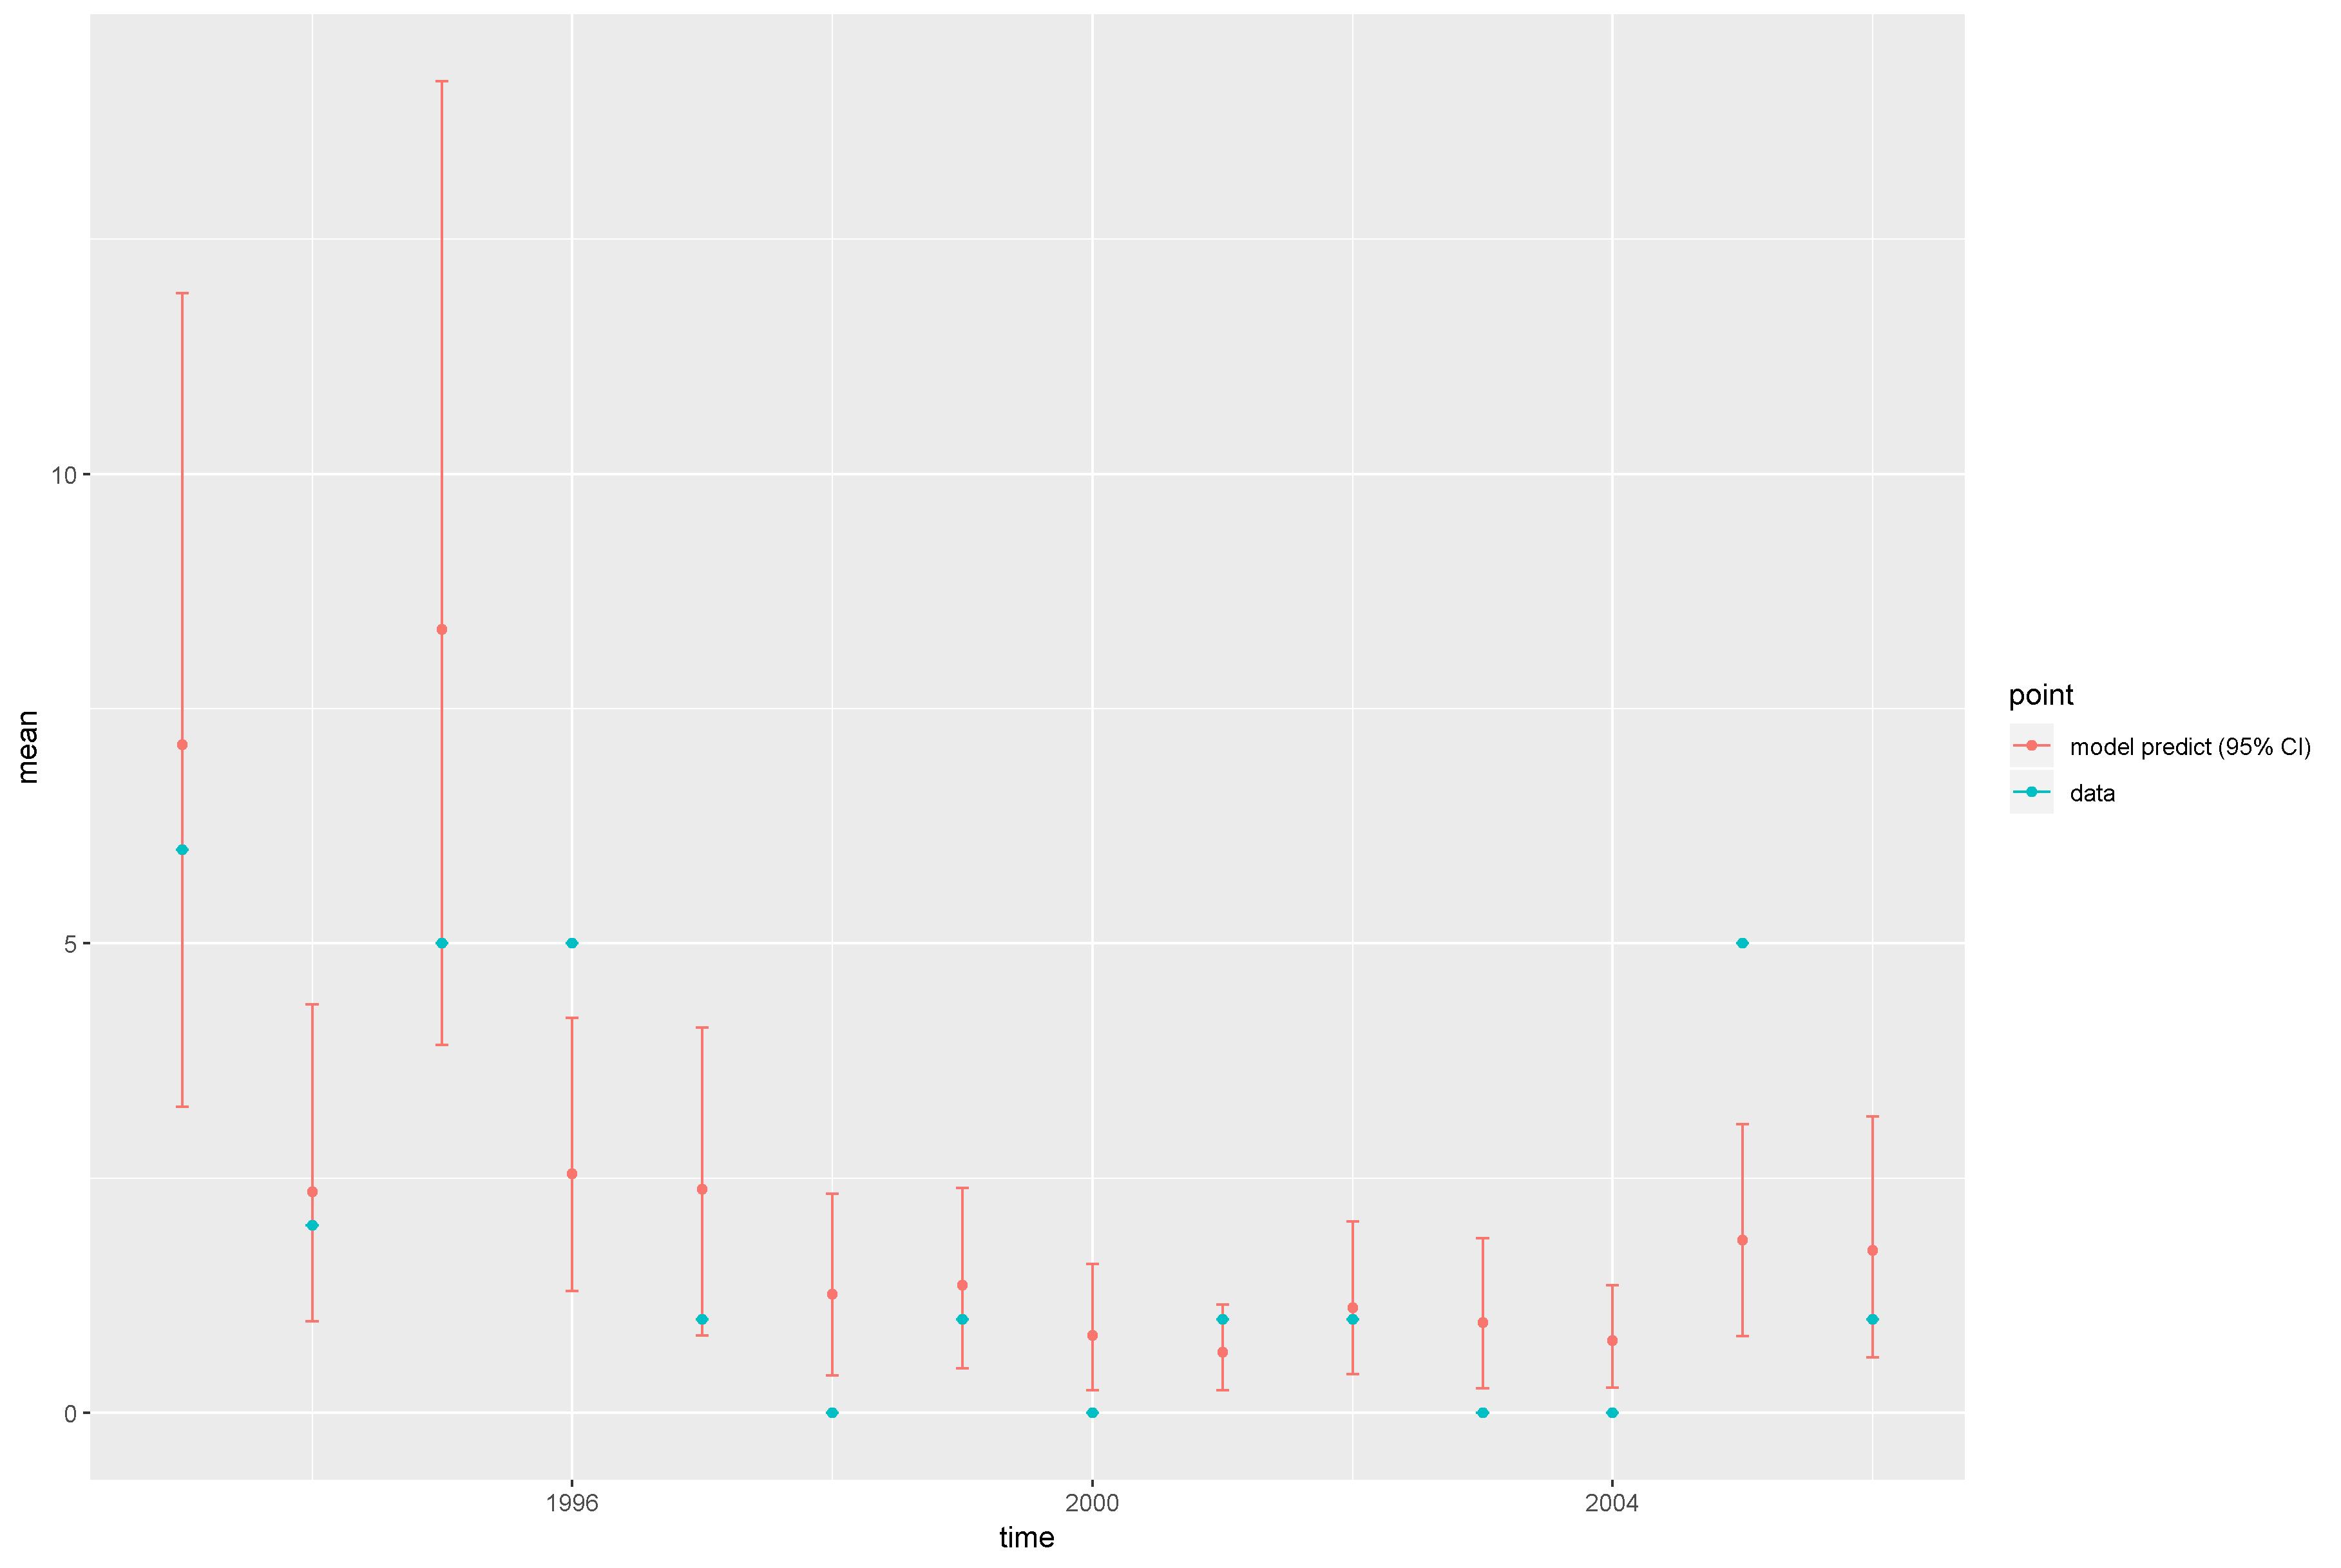 10
5
0
mean
1996
2000
2004
time
point
model predict (95% CI)
data